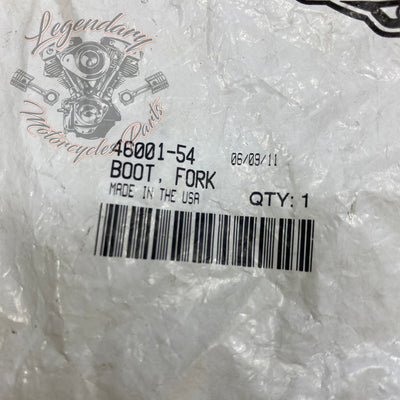 Legendary
Motorcycles Parts
46001-54 06/09/11
BOOT, FORK
MADE IN THE USA QTY: 1